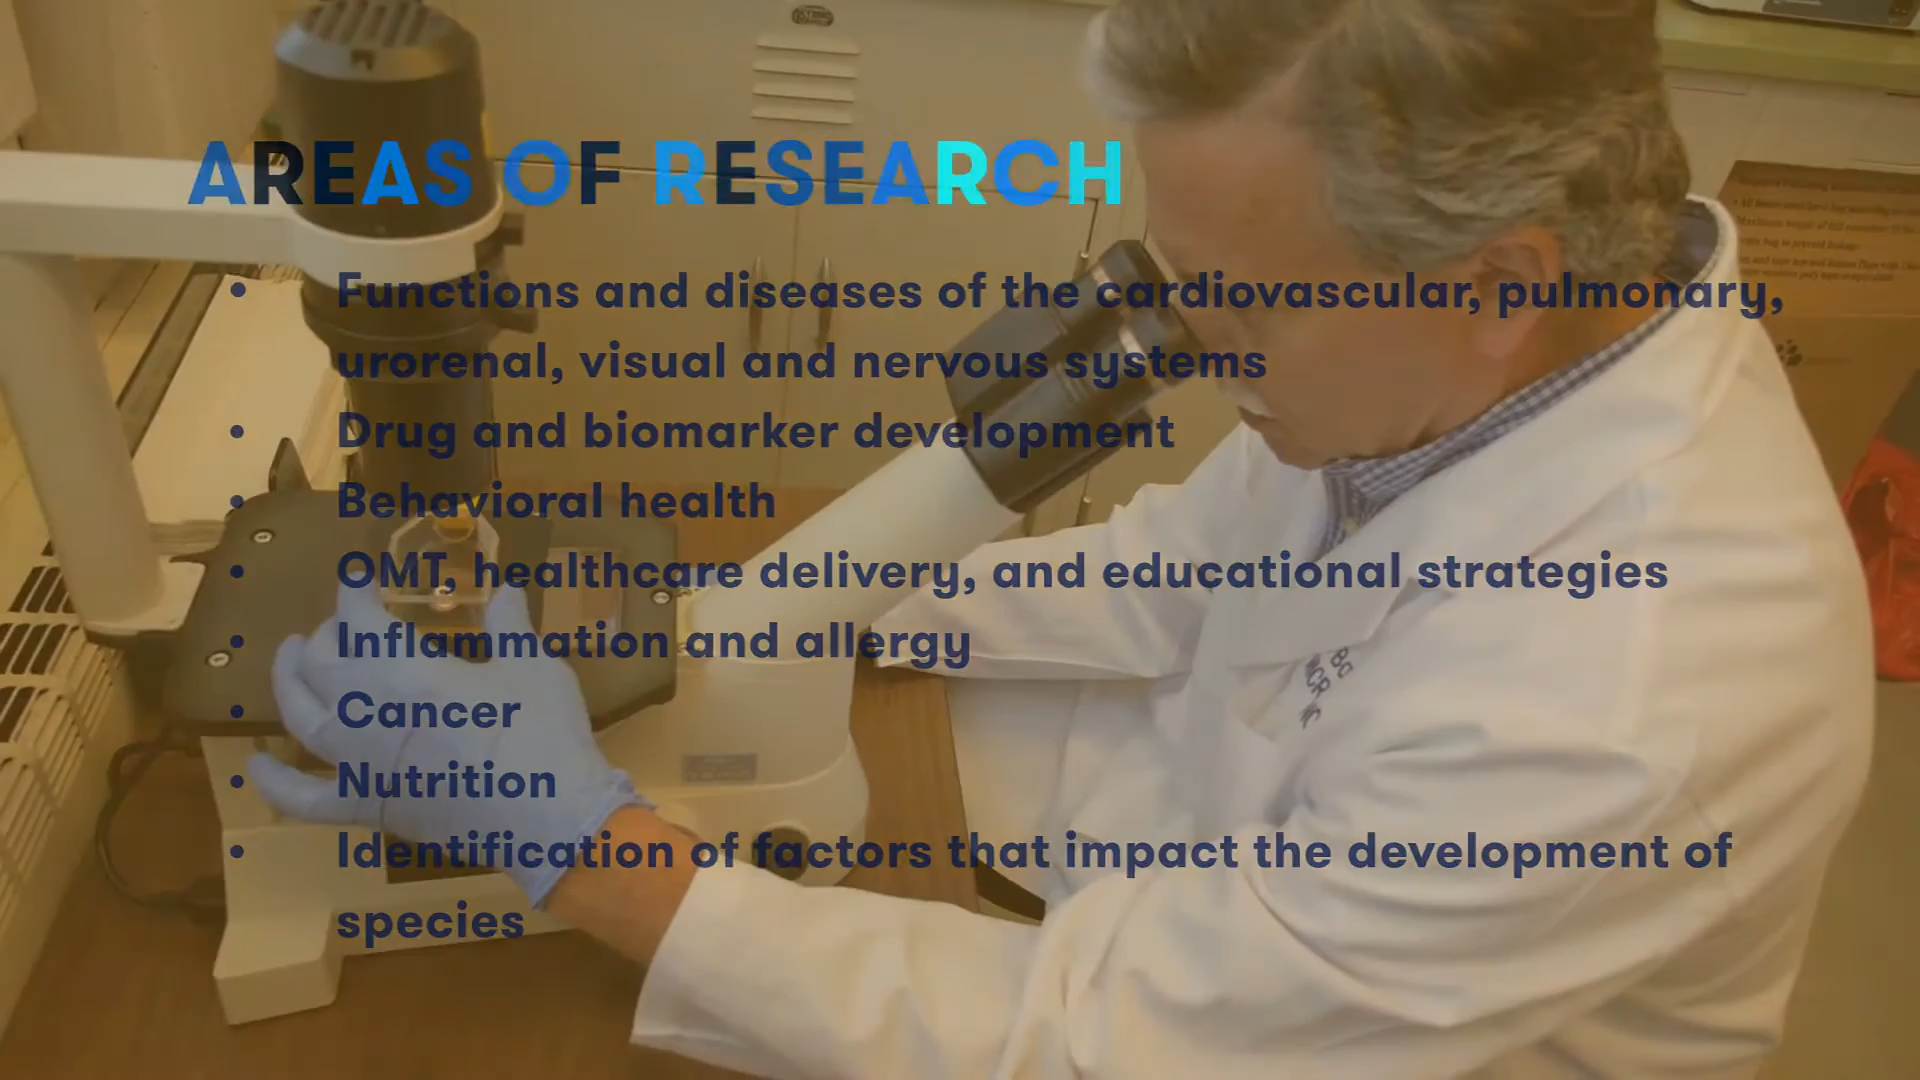 AREAS OF RESEARCH
• Functions and diseases of the cardiovascular, pulmonary,
urorenal, visual and nervous systems
• Drug and biomarker development
• Behavioral health
• OMT, healthcare delivery, and educational strategies
• Inflammation and allergy
• Cancer
• Nutrition
• Identification of factors that impact the development of
species